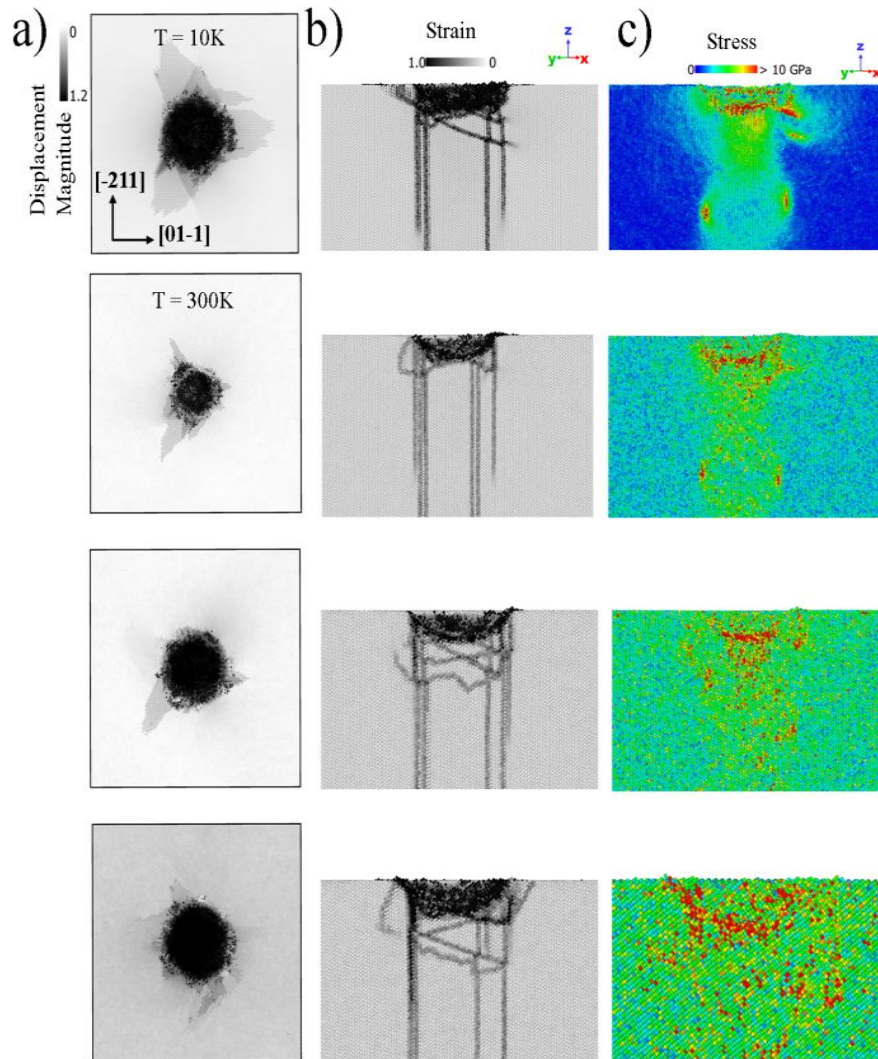 a)
0
1.2
Displacement
Magnitude
T = 10K
[-211]
[01-1]
T = 300K
b)
Strain
1.0
0
z
y
x
c)
Stress
0
> 10 GPa
z
y
x